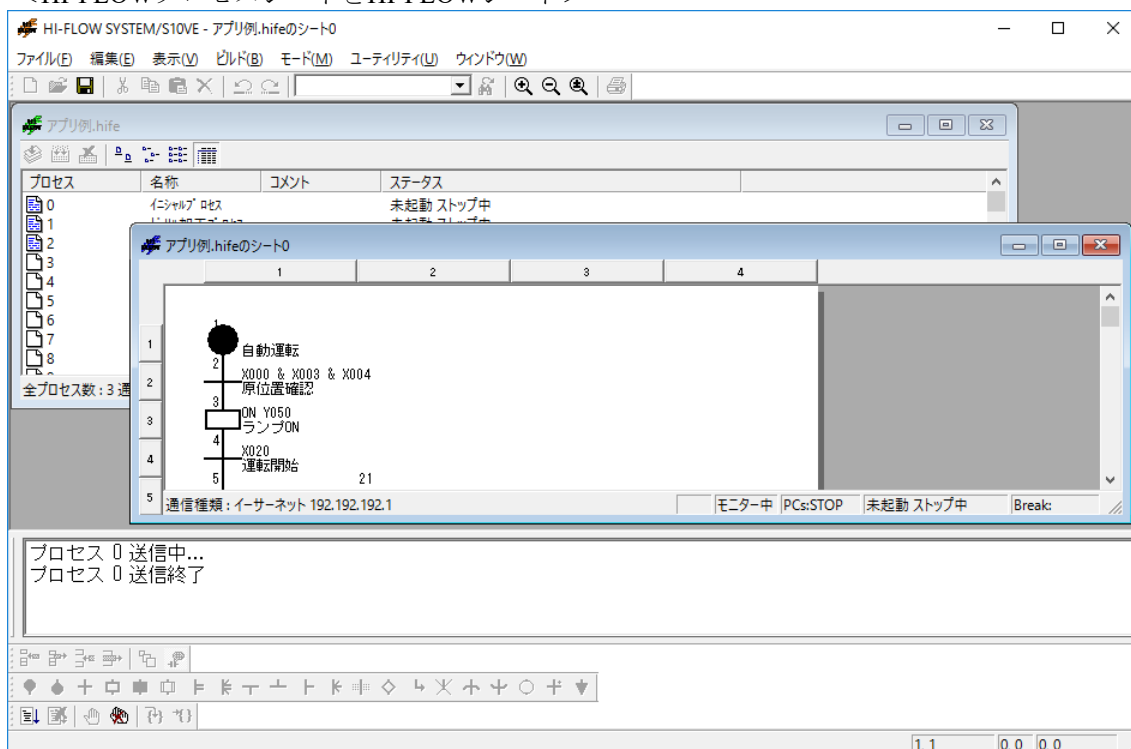 HI-FLOW SYSTEM/S10VE - アプリ例.hifeのシート0
ファイル(F) 編集(E) 表示(V) ビルド(B) モード(M) ユーティリティ(U) ウィンドウ(W)
アプリ例.hife
プロセス 名称 コメント ステータス
0 イニシャルプロセス 未起動 ストップ中
1
2
3
4
5
6
7
8
全プロセス数 : 3 通
アプリ例.hifeのシート0
1 2 3 4
1
1 自動運転
2
X000 & X003 & X004
2 原位置確認
3
ON Y050
3 ランプON
4
X020
4 運転開始
5 21
5
通信種類 : イーサーネット 192.192.192.1 モニター中 PCs:STOP 未起動 ストップ中 Break:
プロセス 0 送信中...
プロセス 0 送信終了
1 1 0 0 0 0